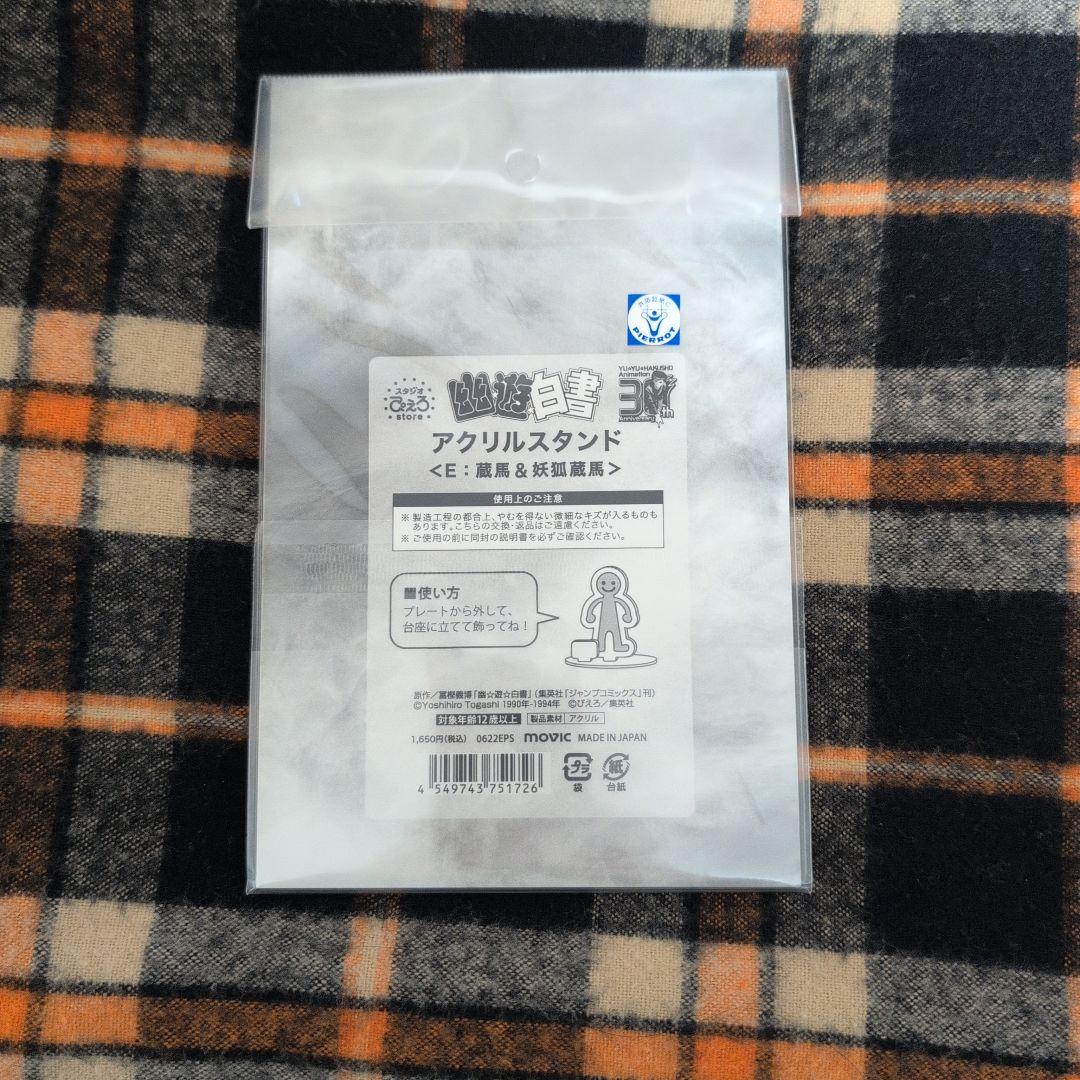 PIERROT
スタジオ
ぴえろ
store
幽遊白書
YU☆YU☆HAKUSHO
Animation
30th
Anniversary
アクリルスタンド
<E：蔵馬&妖狐蔵馬>
使用上のご注意
※製造工程の都合上、やむを得ない微細なキズが入るものも
あります。こちらの交換・返品はご遠慮ください。
※ご使用の前に同封の説明書を必ずご確認ください。
■使い方
プレートから外して、
台座に立てて飾ってね!
原作/冨樫義博「幽☆遊☆白書」(集英社「ジャンプコミックス」刊)
©Yoshihiro Togashi 1990年-1994年 ©ぴえろ/集英社
対象年齢12歳以上 製品素材 アクリル
1,650円(税込) 0622EPS movic MADE IN JAPAN
4 549743 751726
プラ 紙
袋 台紙